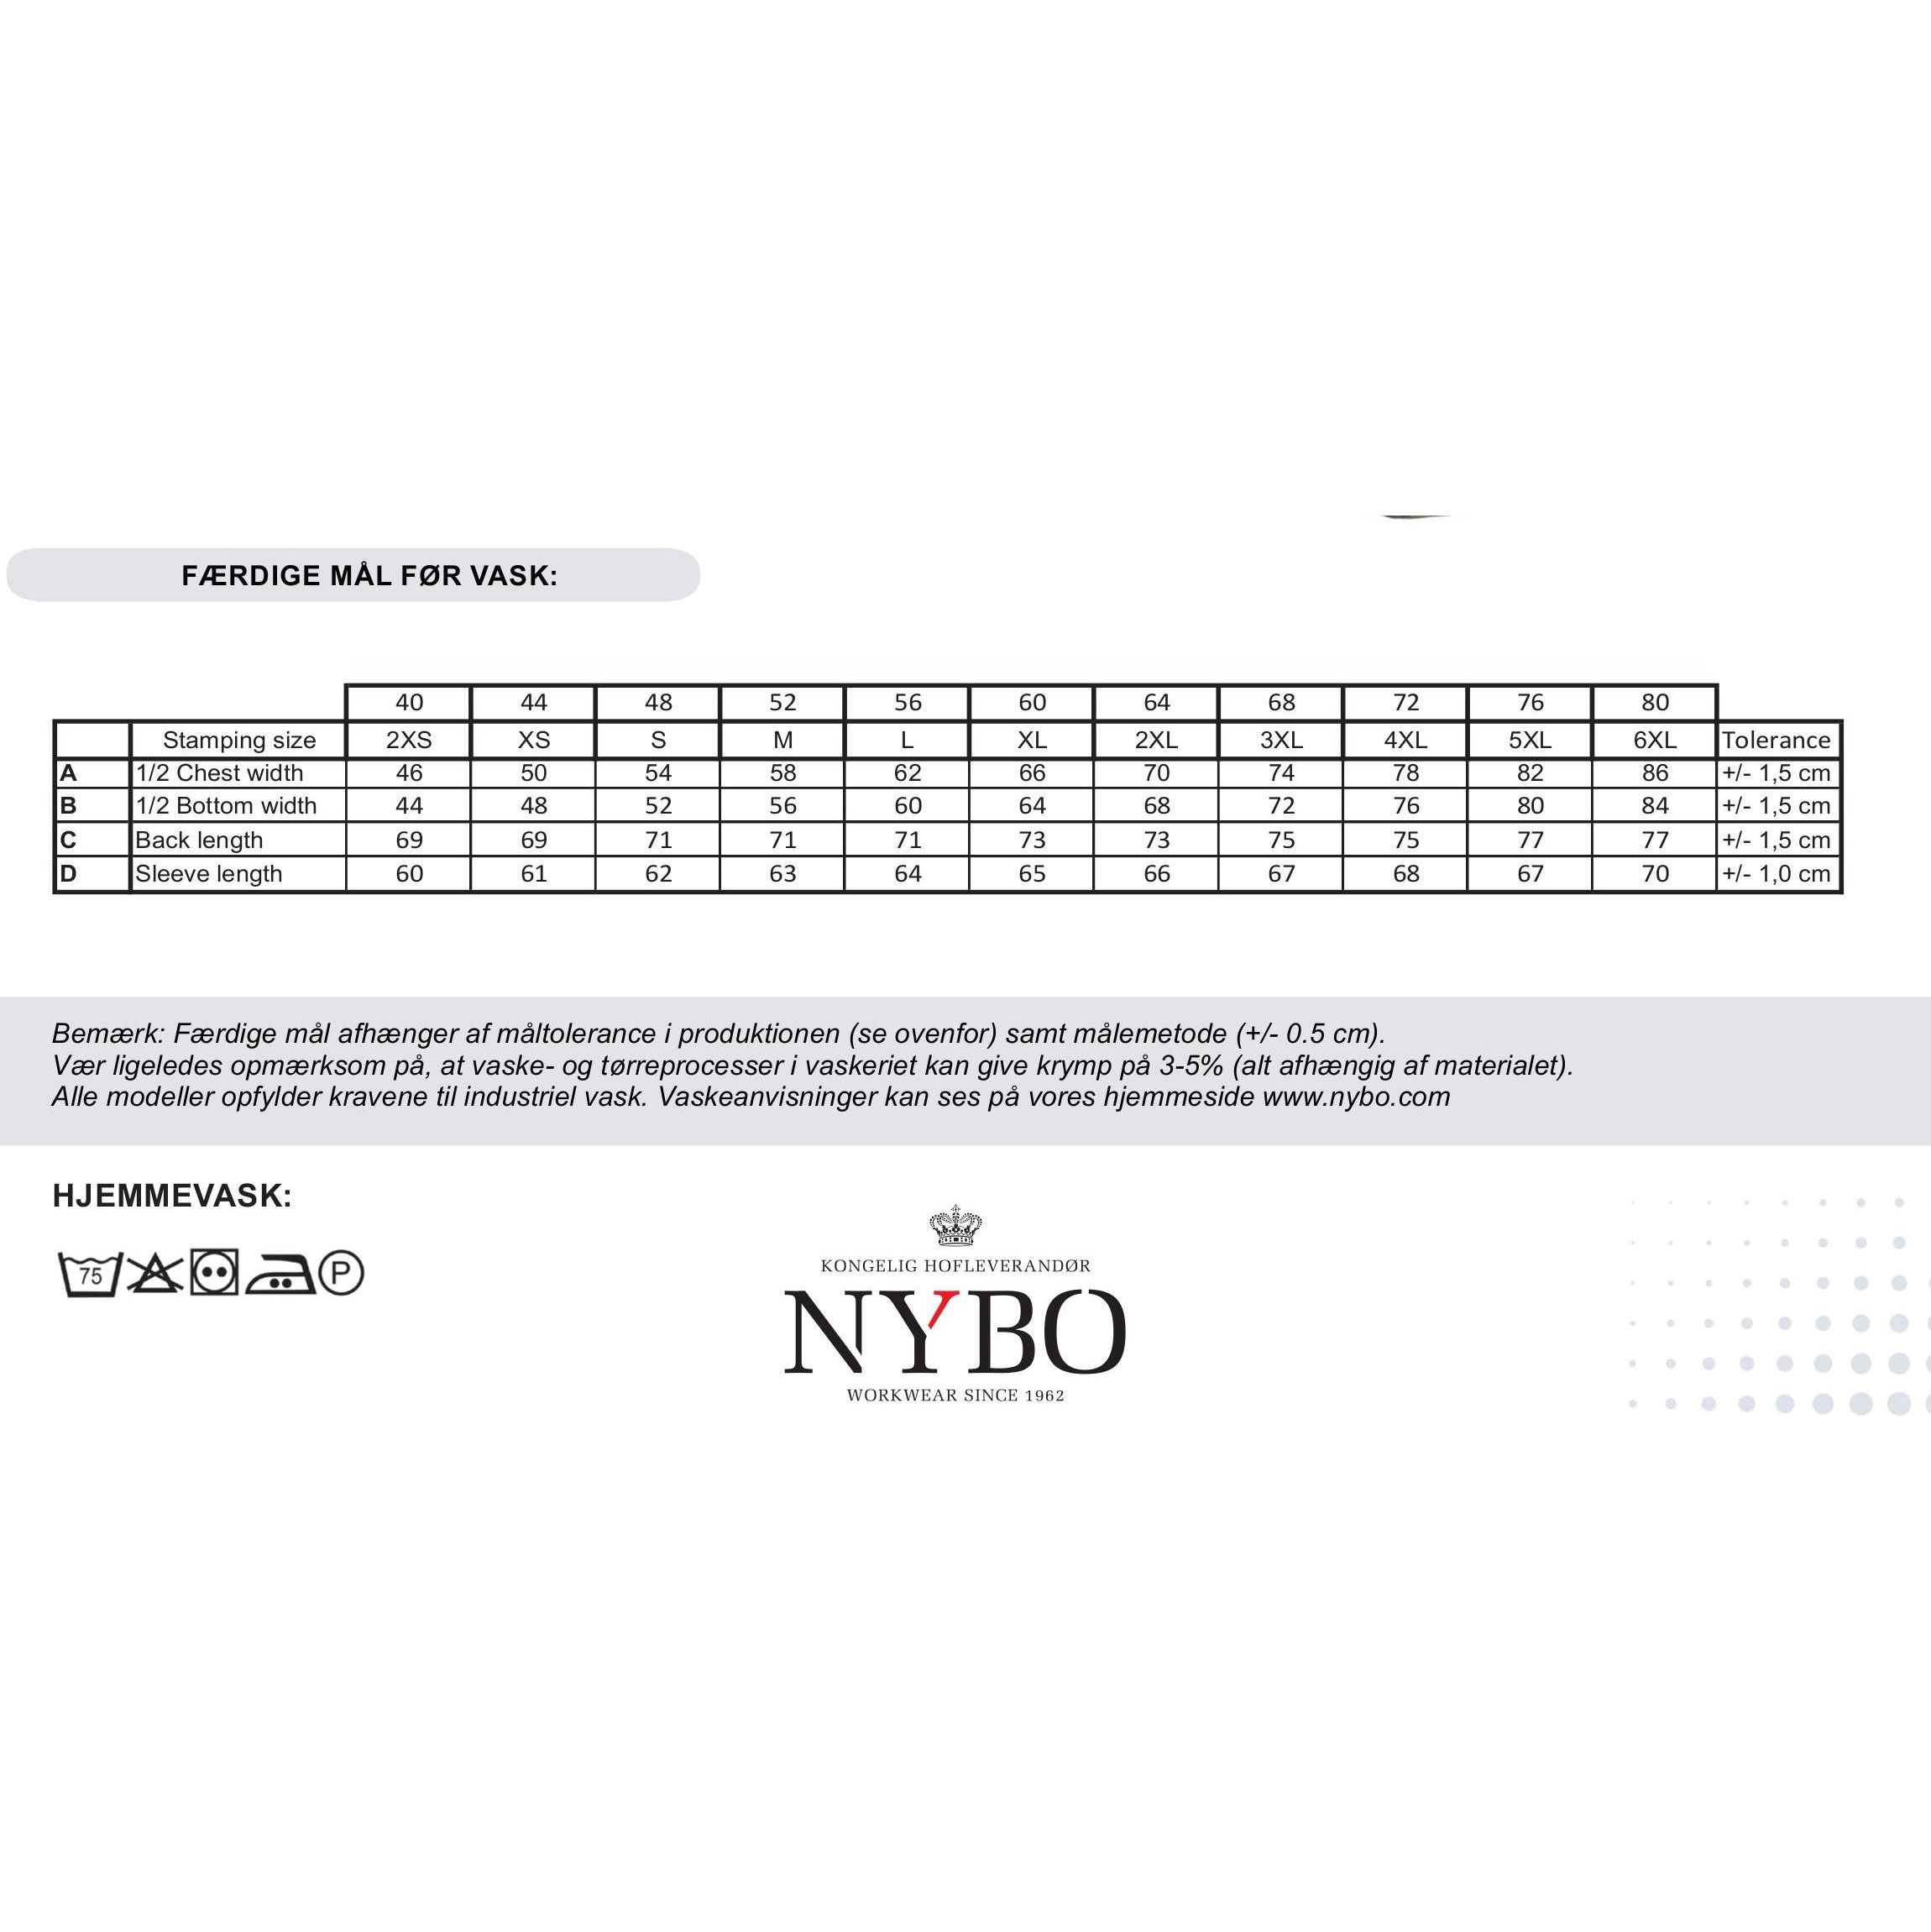 FÆRDIGE MÅL FØR VASK:
40 44 48 52 56 60 64 68 72 76 80
Stamping size 2XS XS S M L XL 2XL 3XL 4XL 5XL 6XL Tolerance
A 1/2 Chest width 46 50 54 58 62 66 70 74 78 82 86 +/- 1,5 cm
B 1/2 Bottom width 44 48 52 56 60 64 68 72 76 80 84 +/- 1,5 cm
C Back length 69 69 71 71 71 73 73 75 75 77 77 +/- 1,5 cm
D Sleeve length 60 61 62 63 64 65 66 67 68 67 70 +/- 1,0 cm
Bemærk: Færdige mål afhænger af måltolerance i produktionen (se ovenfor) samt målemetode (+/- 0.5 cm).
Vær ligeledes opmærksom på, at vaske- og tørreprocesser i vaskeriet kan give krymp på 3-5% (alt afhængig af materialet).
Alle modeller opfylder kravene til industriel vask. Vaskeanvisninger kan ses på vores hjemmeside www.nybo.com
HJEMMEVASK:
75 P
KONGELIG HOFLEVERANDØR
NYBO
WORKWEAR SINCE 1962